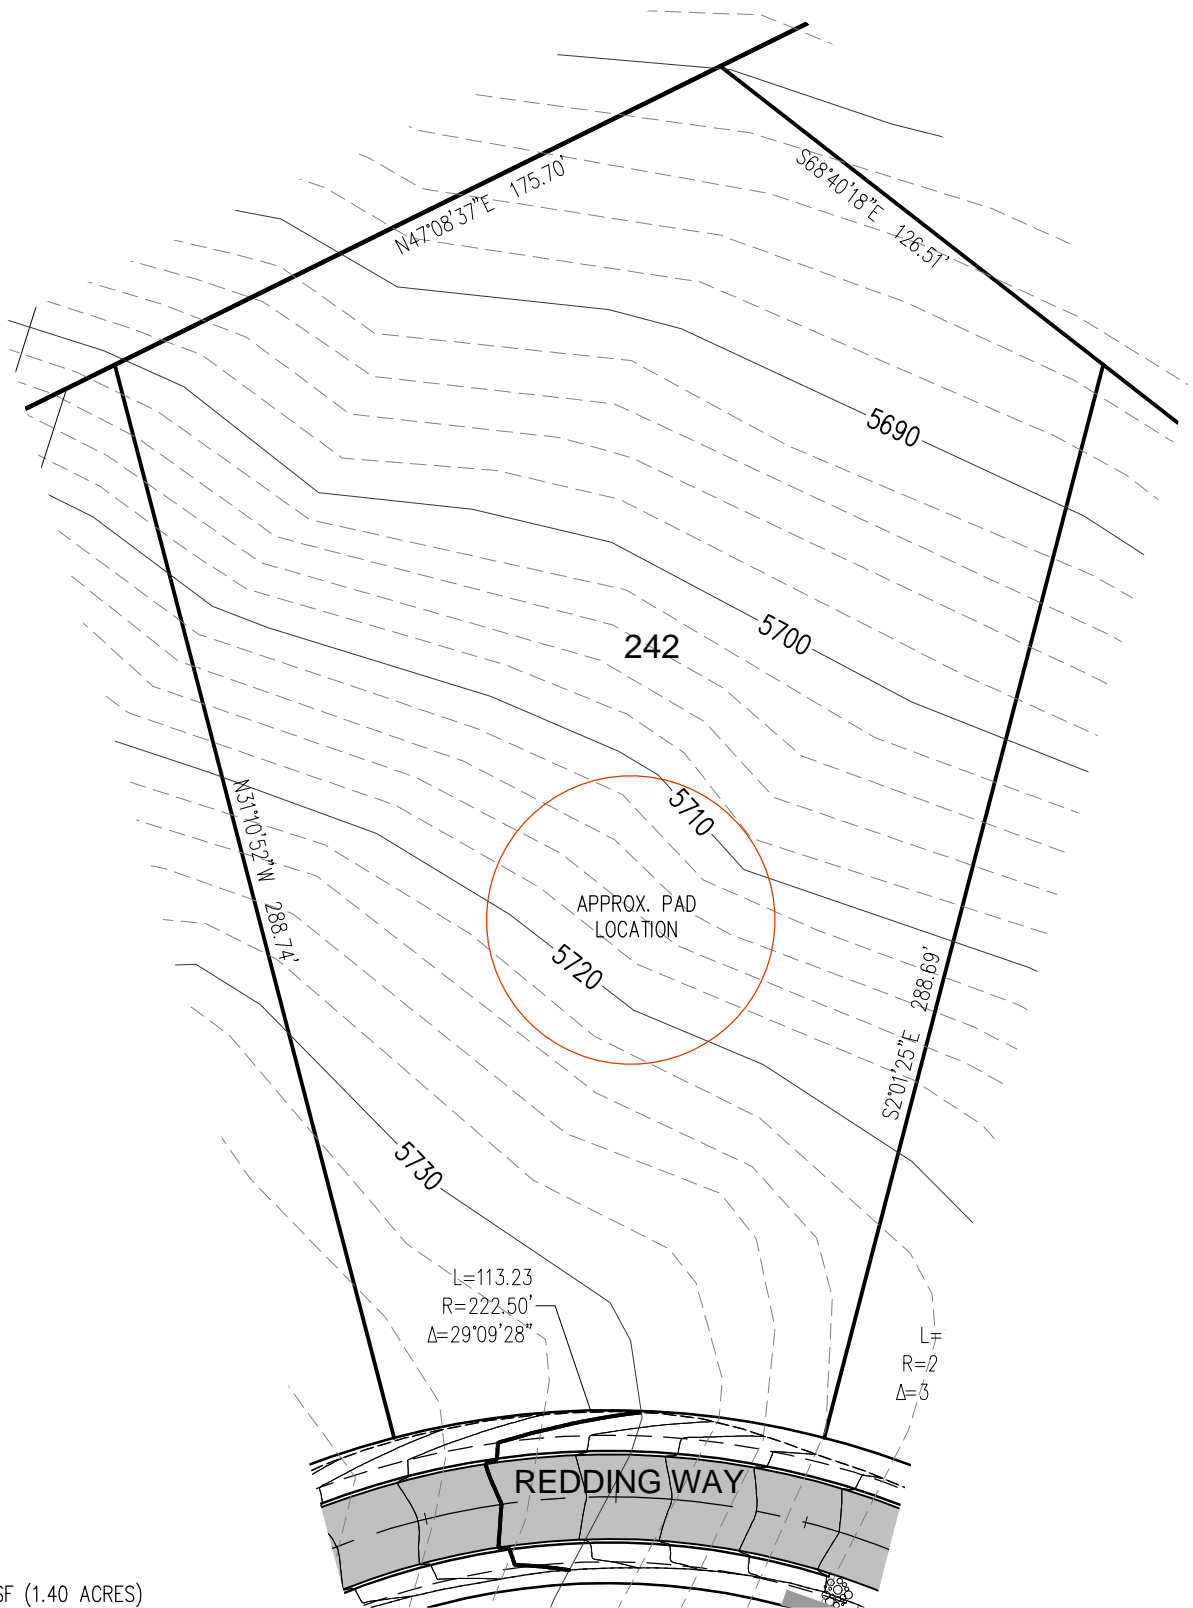 S68°40'18"E 126.51'
N47°08'37"E 175.70'
5690
5700
242
5710
N31°10'52"W 288.74'
APPROX. PAD
LOCATION
5720
S2°01'25"E 288.69'
5730
L=113.23
R=222.50'
Δ=29°09'28"
L=
R=2
Δ=3
REDDING WAY
SF (1.40 ACRES)